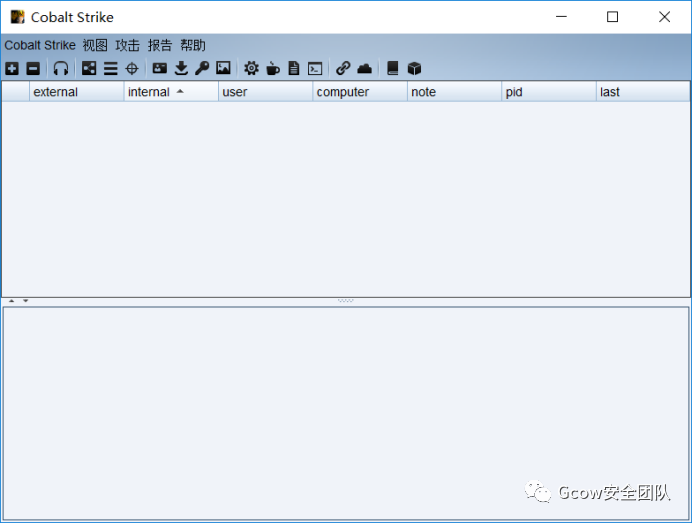 Cobalt Strike
Cobalt Strike 视图 攻击 报告 帮助
external internal user computer note pid last
Gcow安全团队